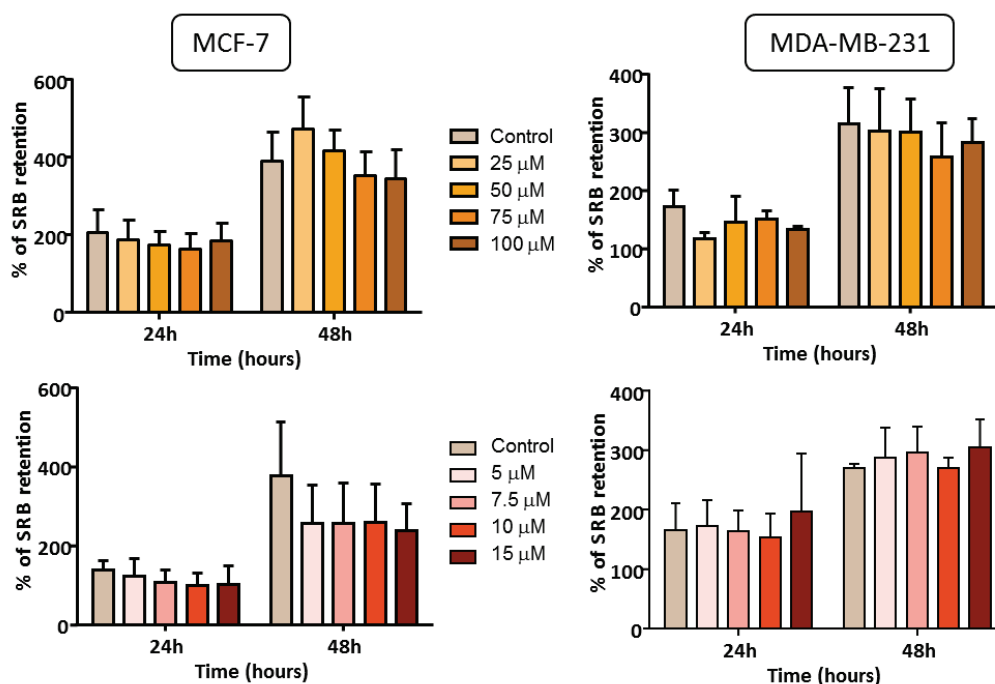 MCF-7
MDA-MB-231
% of SRB retention
600
400
200
0
24h
48h
Time (hours)
Control
25 μM
50 μM
75 μM
100 μM
% of SRB retention
400
300
200
100
0
24h
48h
Time (hours)
% of SRB retention
600
400
200
0
24h
48h
Time (hours)
Control
5 μM
7.5 μM
10 μM
15 μM
% of SRB retention
400
300
200
100
0
24h
48h
Time (hours)